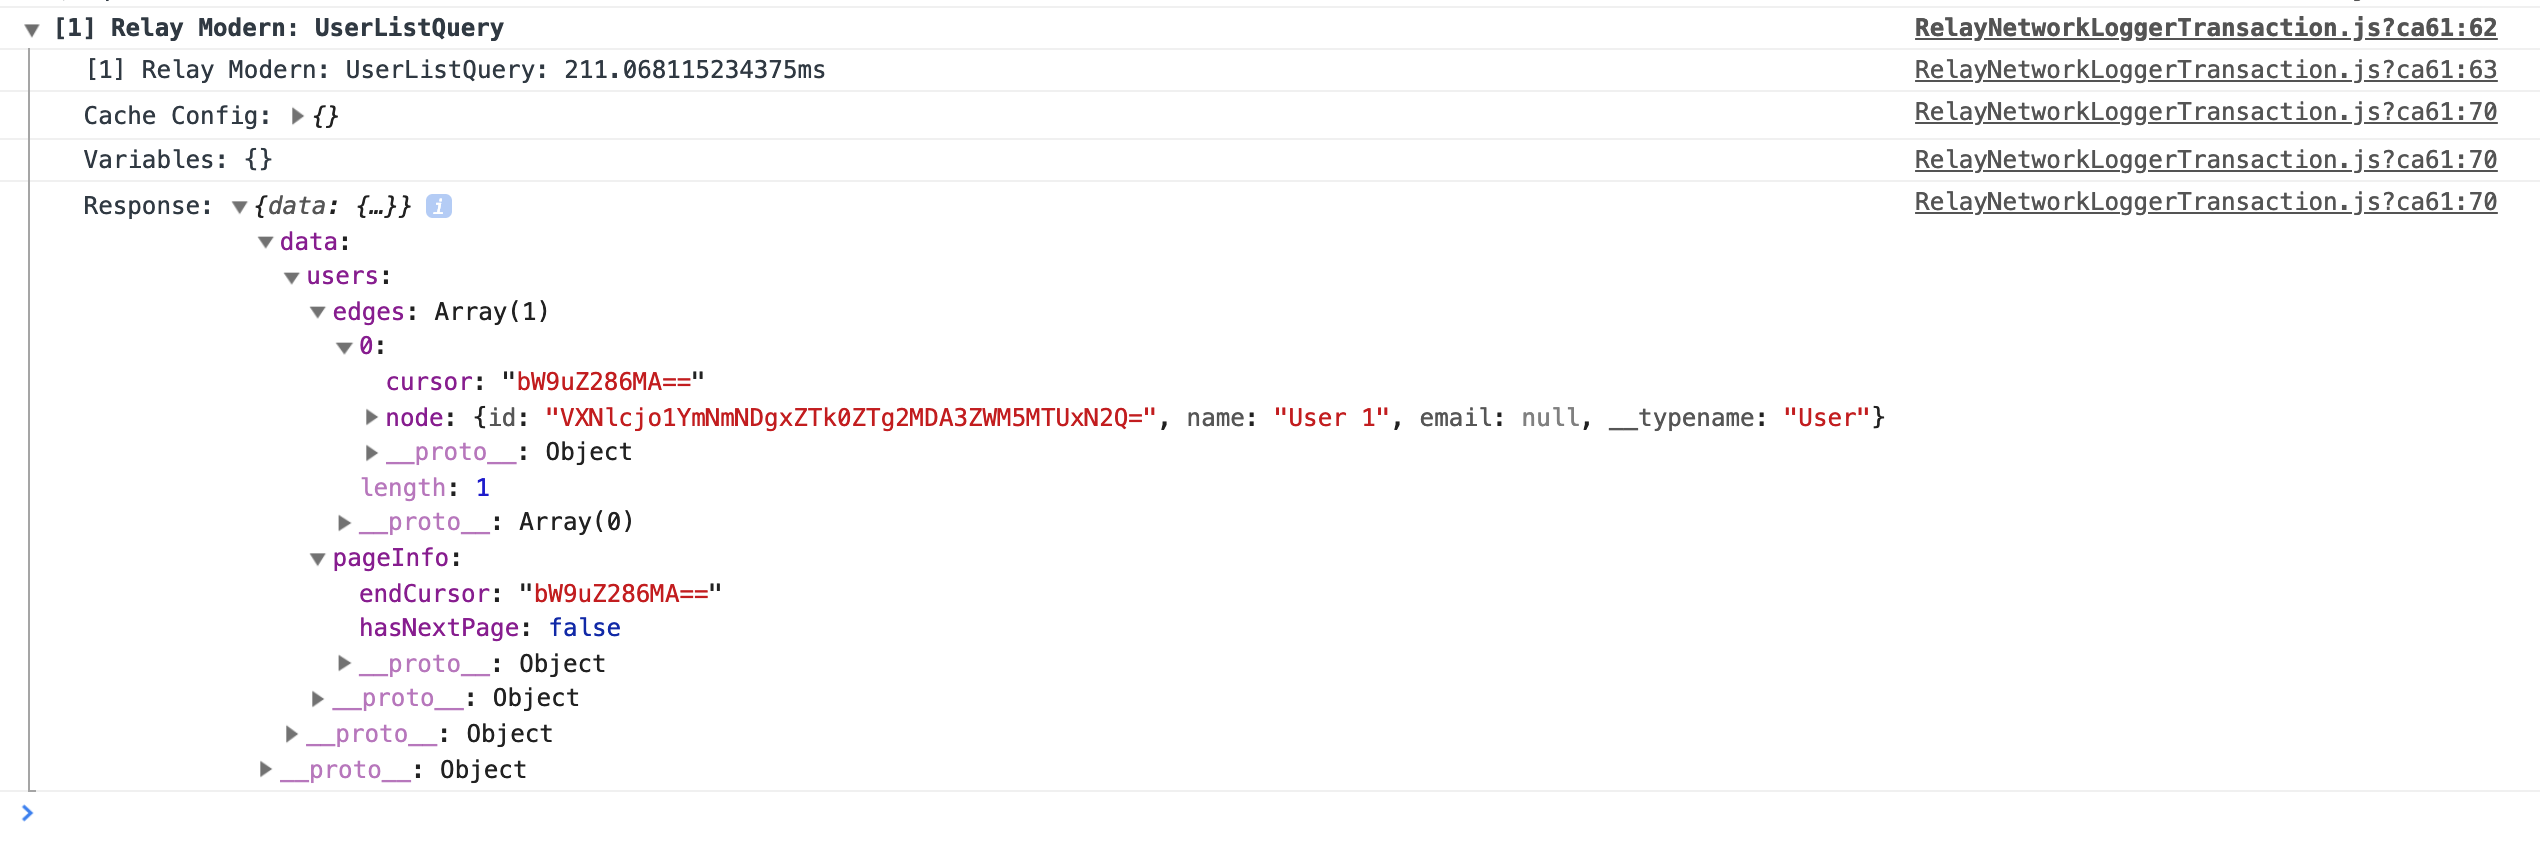 [1] Relay Modern: UserListQuery RelayNetworkLoggerTransaction.js?ca61:62
[1] Relay Modern: UserListQuery: 211.068115234375ms RelayNetworkLoggerTransaction.js?ca61:63
Cache Config: ▶{} RelayNetworkLoggerTransaction.js?ca61:70
Variables: {} RelayNetworkLoggerTransaction.js?ca61:70
Response: ▼{data: {…}} i RelayNetworkLoggerTransaction.js?ca61:70
▼data:
▼users:
▼edges: Array(1)
▼0:
cursor: "bW9uZ286MA=="
▶node: {id: "VXNlcjo1YmNmNDgxZTk0ZTg2MDA3ZWM5MTUxN2Q=", name: "User 1", email: null, __typename: "User"}
▶__proto__: Object
length: 1
▶__proto__: Array(0)
▼pageInfo:
endCursor: "bW9uZ286MA=="
hasNextPage: false
▶__proto__: Object
▶__proto__: Object
▶__proto__: Object
▶__proto__: Object